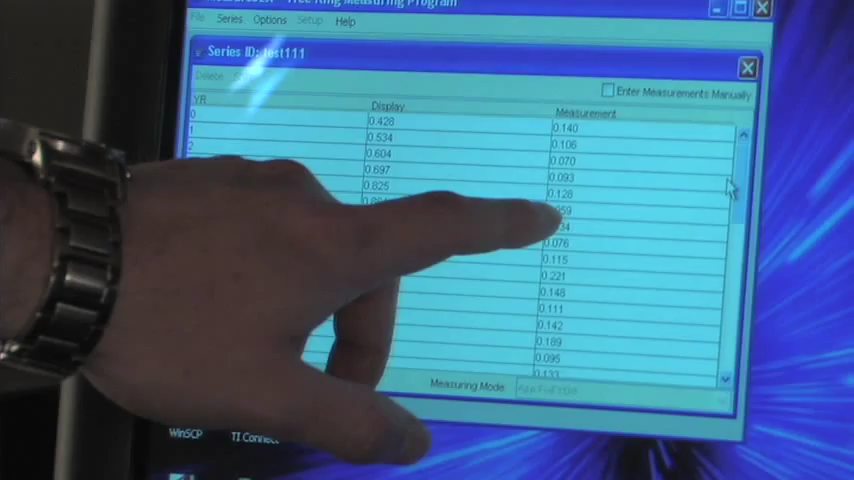 Tree Ring Measuring Program
File Series Options Setup Help
Series ID: test111
Delete
Enter Measurements Manually
YR Display Measurement
0 0.428 0.140
1 0.534 0.106
2 0.604 0.070
0.697 0.093
0.825 0.128
0.076
0.115
0.221
0.148
0.111
0.142
0.189
0.095
0.133
Measuring Mode:
WinSCP TI Connect